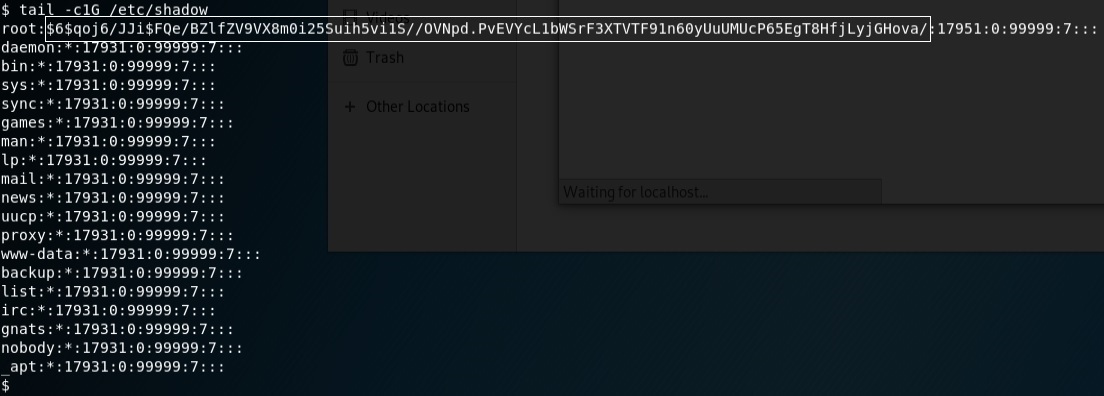 $ tail -c1G /etc/shadow
root:$6$qoj6/JJi$FQe/BZlfZV9VX8m0i25Suih5vi1S//OVNpd.PvEVYcL1bWSrF3XTVTF91n60yUuUMUcP65EgT8HfjLyjGHova/:17951:0:99999:7:::
daemon:*:17931:0:99999:7:::
bin:*:17931:0:99999:7:::
sys:*:17931:0:99999:7:::
sync:*:17931:0:99999:7:::
games:*:17931:0:99999:7:::
man:*:17931:0:99999:7:::
lp:*:17931:0:99999:7:::
mail:*:17931:0:99999:7:::
news:*:17931:0:99999:7:::
uucp:*:17931:0:99999:7:::
proxy:*:17931:0:99999:7:::
www-data:*:17931:0:99999:7:::
backup:*:17931:0:99999:7:::
list:*:17931:0:99999:7:::
irc:*:17931:0:99999:7:::
gnats:*:17931:0:99999:7:::
nobody:*:17931:0:99999:7:::
_apt:*:17931:0:99999:7:::
$
Videos
Trash
+ Other Locations
Waiting for localhost...